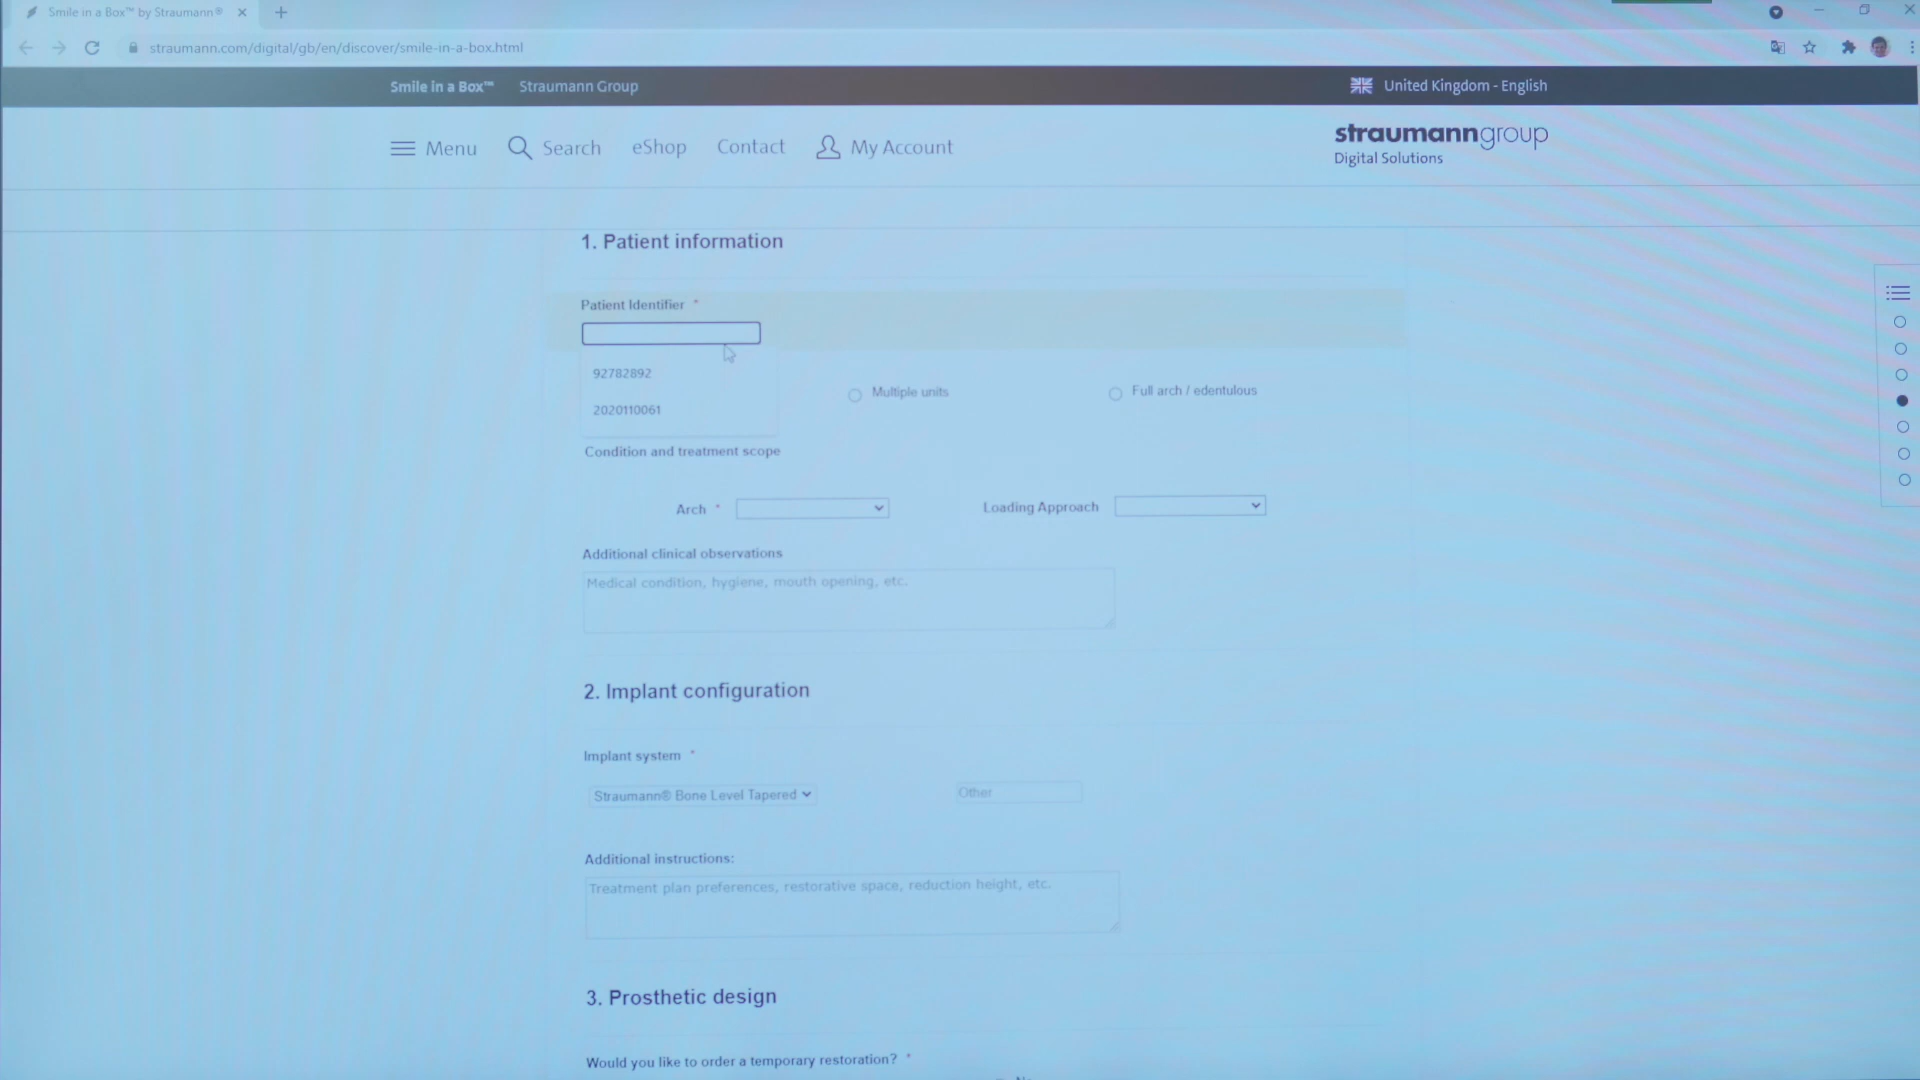 Smile in a Box™ by Straumann®
straumann.com/digital/gb/en/discover/smile-in-a-box.html
Smile in a Box™ Straumann Group United Kingdom - English
Menu Search eShop Contact My Account
straumanngroup
Digital Solutions
1. Patient information
Patient Identifier *
92782892
Multiple units Full arch / edentulous
2020110061
Condition and treatment scope
Arch * Loading Approach
Additional clinical observations
Medical condition, hygiene, mouth opening, etc.
2. Implant configuration
Implant system *
Straumann® Bone Level Tapered Other
Additional instructions:
Treatment plan preferences, restorative space, reduction height, etc.
3. Prosthetic design
Would you like to order a temporary restoration? *